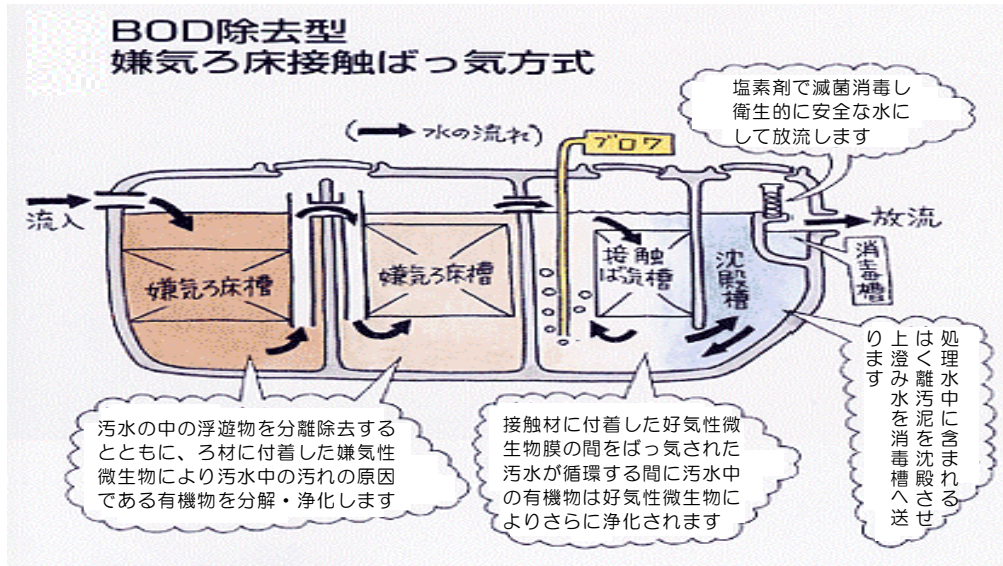 BOD除去型
嫌気ろ床接触ばっ気方式
塩素剤で滅菌消毒し
衛生的に安全な水に
して放流します
(→水の流れ)
ブロワ
流入
放流
嫌気ろ床槽
嫌気ろ床槽
接触
ば気槽
沈殿槽
消毒槽
汚水の中の浮遊物を分離除去する
とともに、ろ材に付着した嫌気性
微生物により汚水中の汚れの原因
である有機物を分解・浄化します
接触材に付着した好気性微
生物膜の間をばっ気された
汚水が循環する間に汚水中
の有機物は好気性微生物に
よりさらに浄化されます
処理水中に含まれる
はく離汚泥を沈殿させ
上澄み水を消毒槽へ送
ります